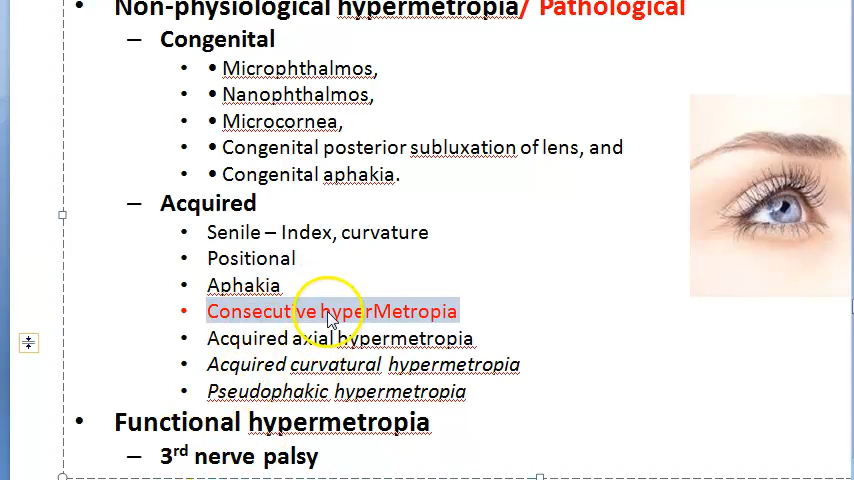 • Non-physiological hypermetropia/ Pathological
– Congenital
• • Microphthalmos,
• • Nanophthalmos,
• • Microcornea,
• • Congenital posterior subluxation of lens, and
• • Congenital aphakia.
– Acquired
• Senile – Index, curvature
• Positional
• Aphakia
• Consecutive hyperMetropia
• Acquired axial hypermetropia
• Acquired curvatural hypermetropia
• Pseudophakic hypermetropia
• Functional hypermetropia
– 3rd nerve palsy